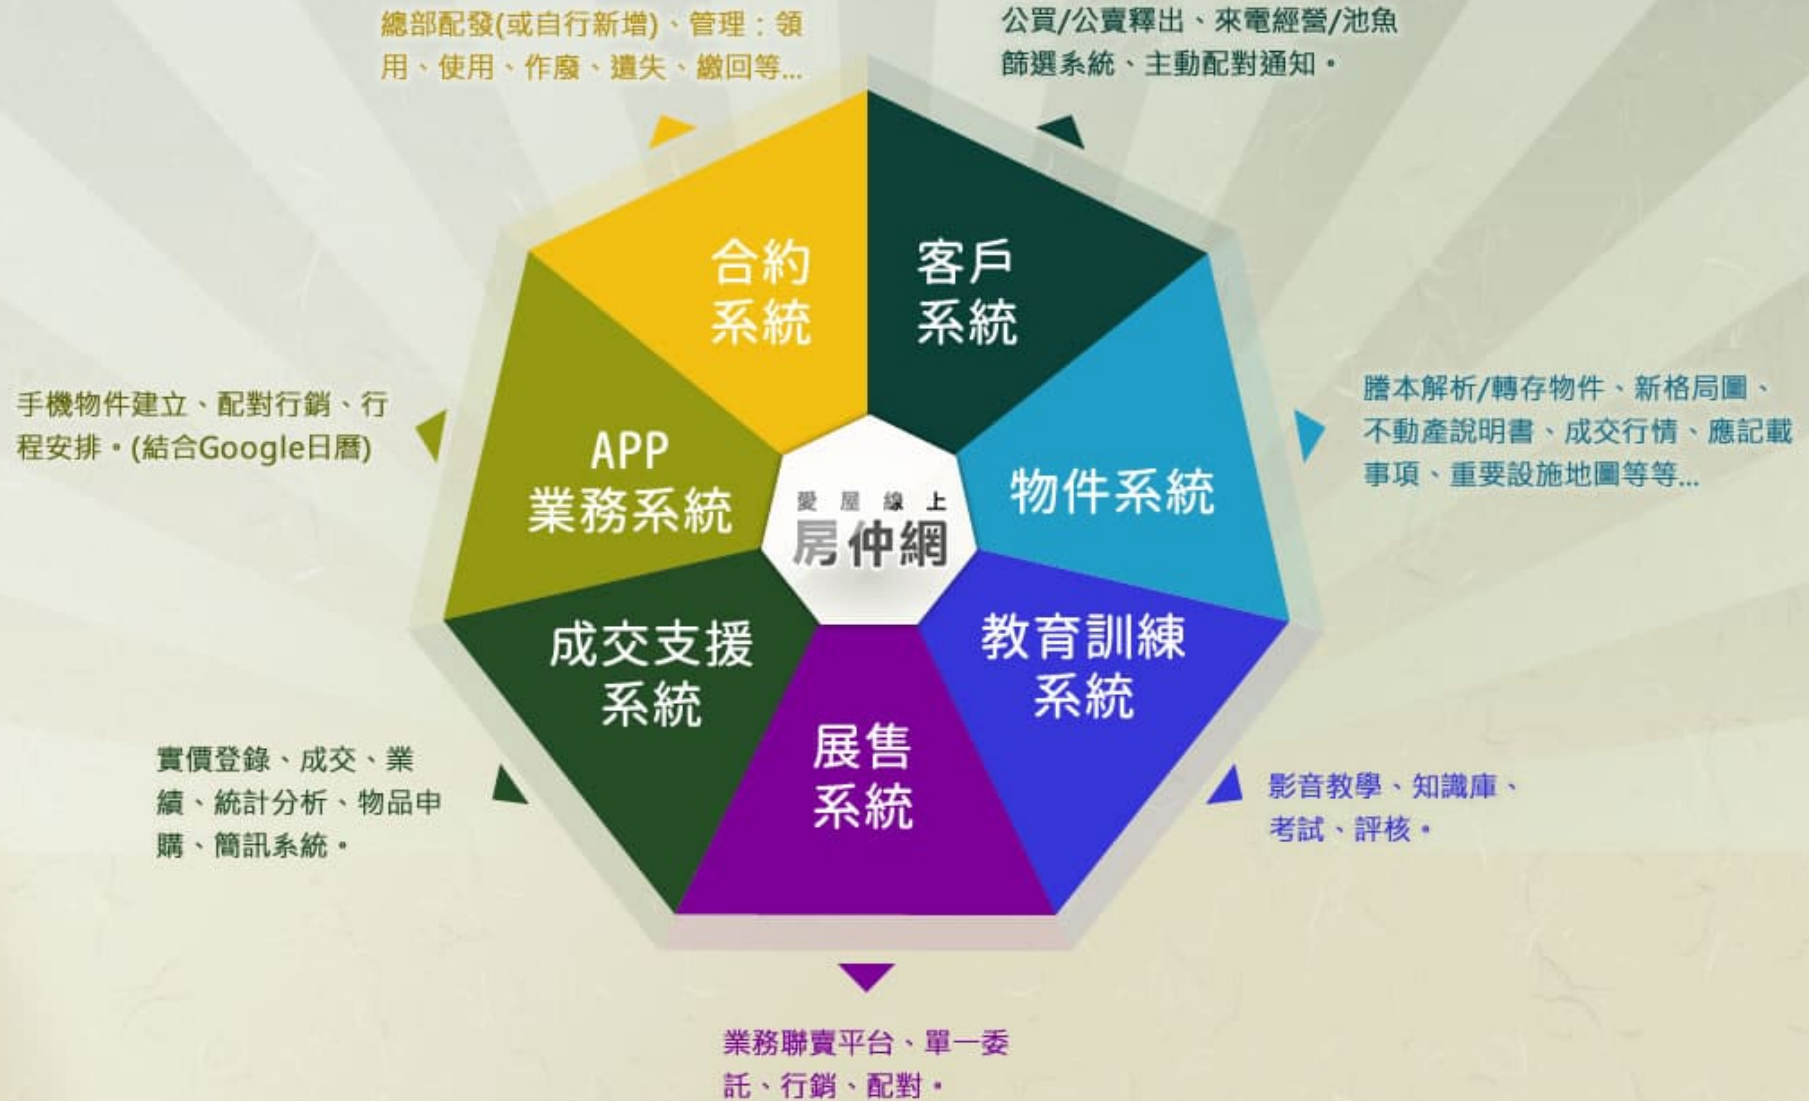 總部配發(或自行新增)、管理：領
用、使用、作廢、遺失、繳回等...
公買/公賣釋出、來電經營/池魚
篩選系統、主動配對通知。
合約
系統
客戶
系統
手機物件建立、配對行銷、行
程安排。(結合Google日曆)
APP
業務系統
愛屋線上
房仲網
物件系統
謄本解析/轉存物件、新格局圖、
不動產說明書、成交行情、應記載
事項、重要設施地圖等等...
成交支援
系統
教育訓練
系統
展售
系統
實價登錄、成交、業
績、統計分析、物品申
購、簡訊系統。
影音教學、知識庫、
考試、評核。
業務聯賣平台、單一委
託、行銷、配對。